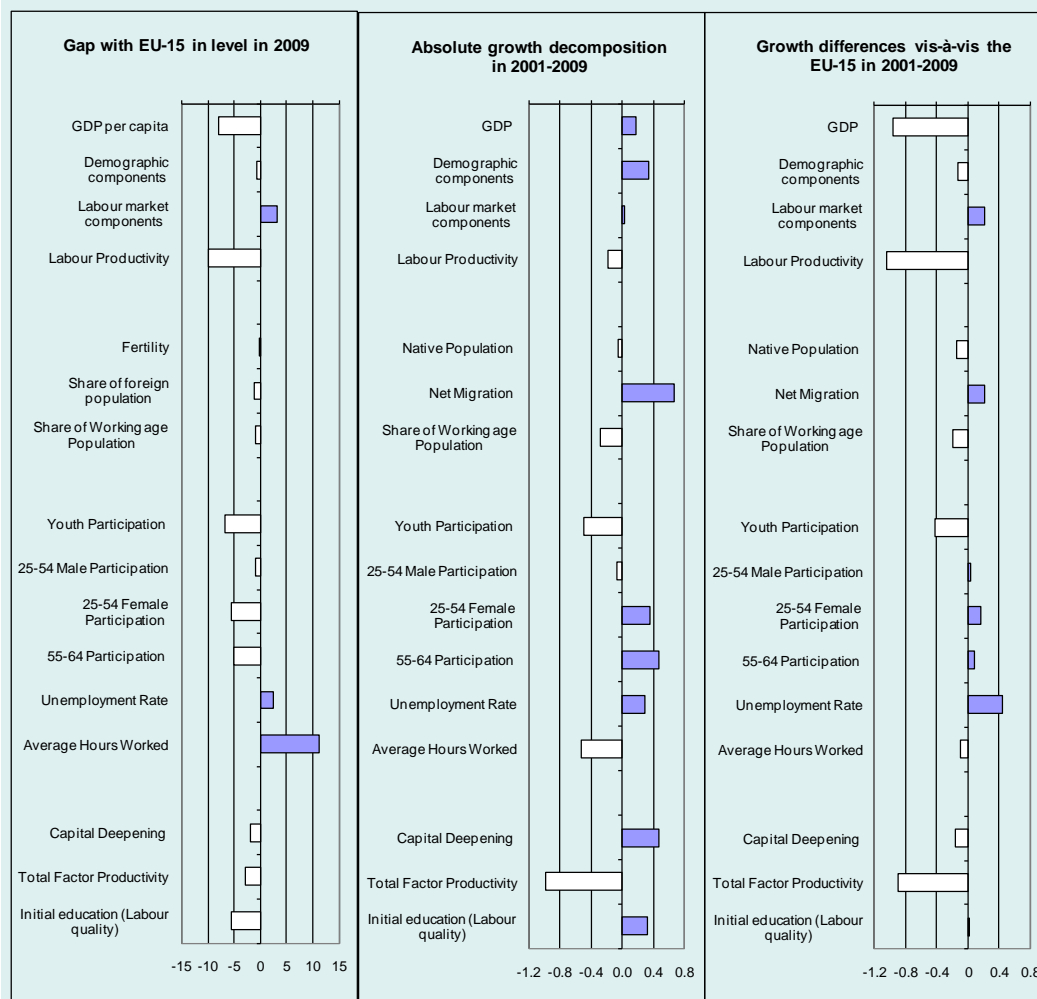 Gap with EU-15 in level in 2009
GDP per capita
Demographic
components
Labour market
components
Labour Productivity
Fertility
Share of foreign
population
Share of Working age
Population
Youth Participation
25-54 Male Participation
25-54 Female
Participation
55-64 Participation
Unemployment Rate
Average Hours Worked
Capital Deepening
Total Factor Productivity
Initial education (Labour
quality)
-15 -10 -5 0 5 10 15
Absolute growth decomposition
in 2001-2009
GDP
Demographic
components
Labour market
components
Labour Productivity
Native Population
Net Migration
Share of Working age
Population
Youth Participation
25-54 Male Participation
25-54 Female
Participation
55-64 Participation
Unemployment Rate
Average Hours Worked
Capital Deepening
Total Factor Productivity
Initial education (Labour
quality)
-1.2 -0.8 -0.4 0.0 0.4 0.8
Growth differences vis-à-vis the
EU-15 in 2001-2009
GDP
Demographic
components
Labour market
components
Labour Productivity
Native Population
Net Migration
Share of Working age
Population
Youth Participation
25-54 Male Participation
25-54 Female
Participation
55-64 Participation
Unemployment Rate
Average Hours Worked
Capital Deepening
Total Factor Productivity
Initial education (Labour
quality)
-1.2 -0.8 -0.4 0 0.4 0.8